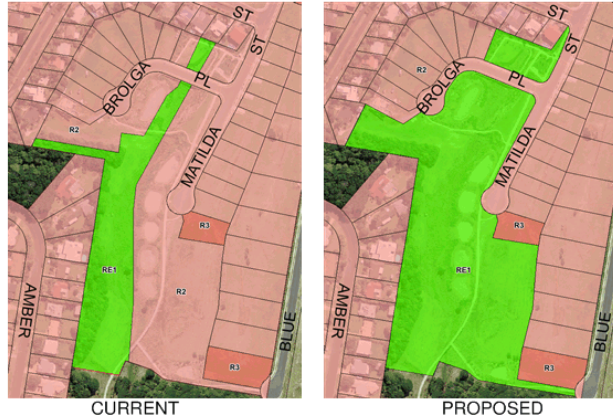 ST
ST
BROLGA
PL
R2
MATILDA
R3
RE1
R2
AMBER
BLUE
R3
CURRENT
ST
ST
R2
BROLGA
PL
MATILDA
R3
RE1
AMBER
BLUE
R3
PROPOSED